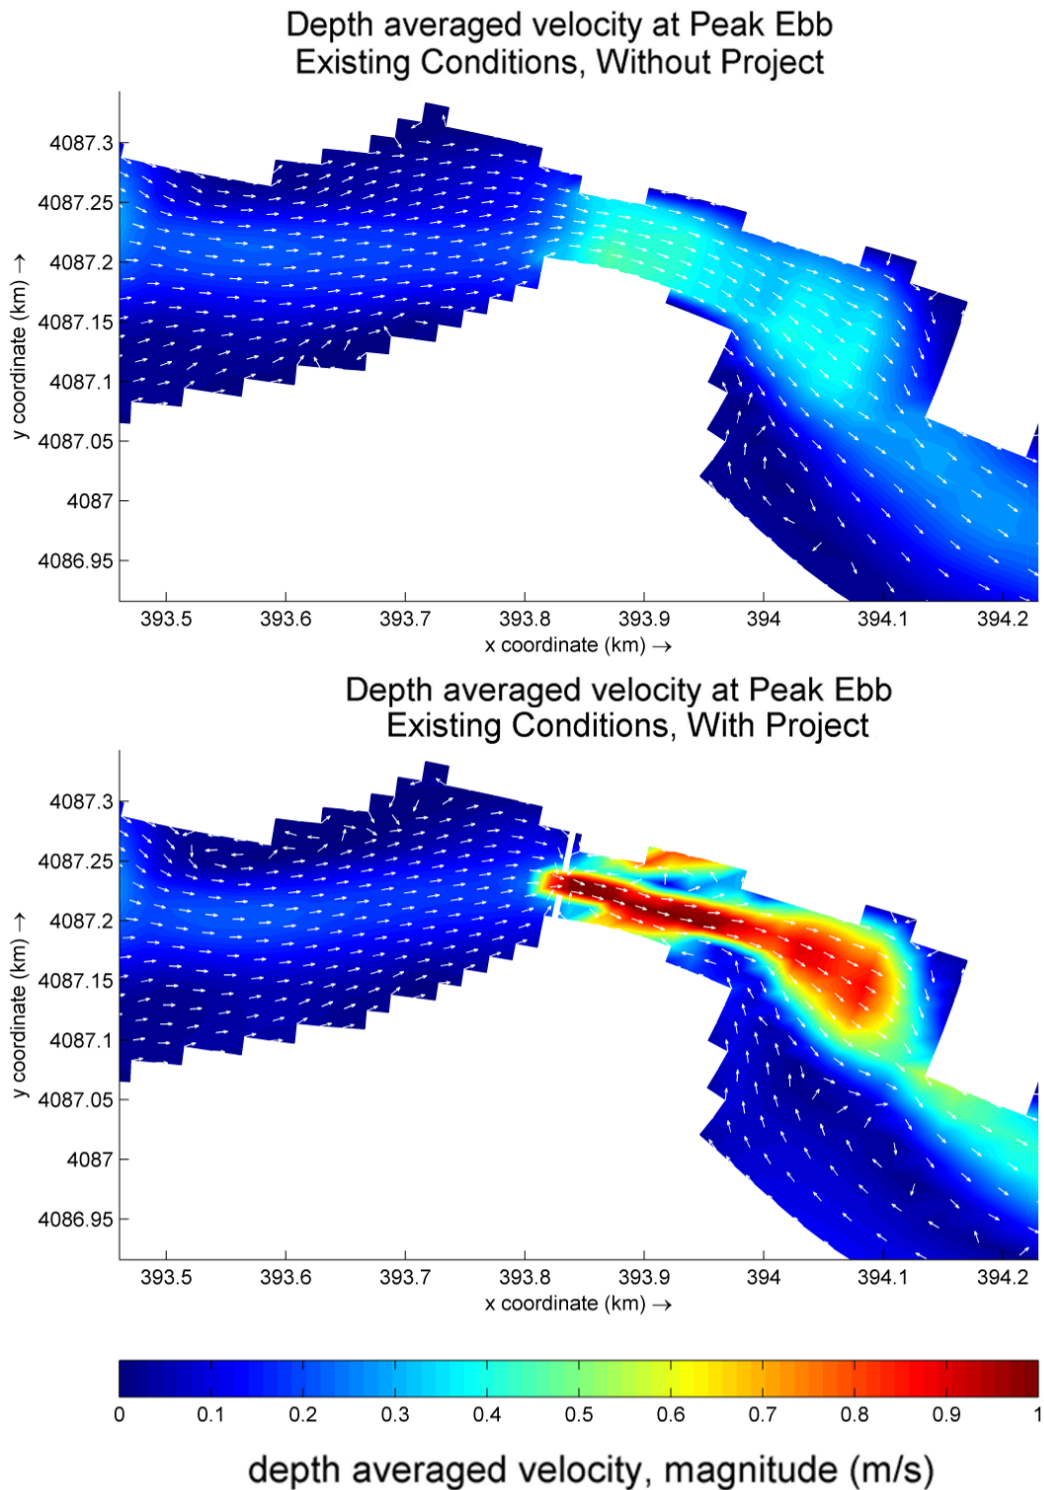 Depth averaged velocity at Peak Ebb
Existing Conditions, Without Project
4087.3
4087.25
4087.2
4087.15
4087.1
4087.05
4087
4086.95
y coordinate (km) →
393.5 393.6 393.7 393.8 393.9 394 394.1 394.2
x coordinate (km) →
Depth averaged velocity at Peak Ebb
Existing Conditions, With Project
4087.3
4087.25
4087.2
4087.15
4087.1
4087.05
4087
4086.95
y coordinate (km) →
393.5 393.6 393.7 393.8 393.9 394 394.1 394.2
x coordinate (km) →
0 0.1 0.2 0.3 0.4 0.5 0.6 0.7 0.8 0.9 1
depth averaged velocity, magnitude (m/s)